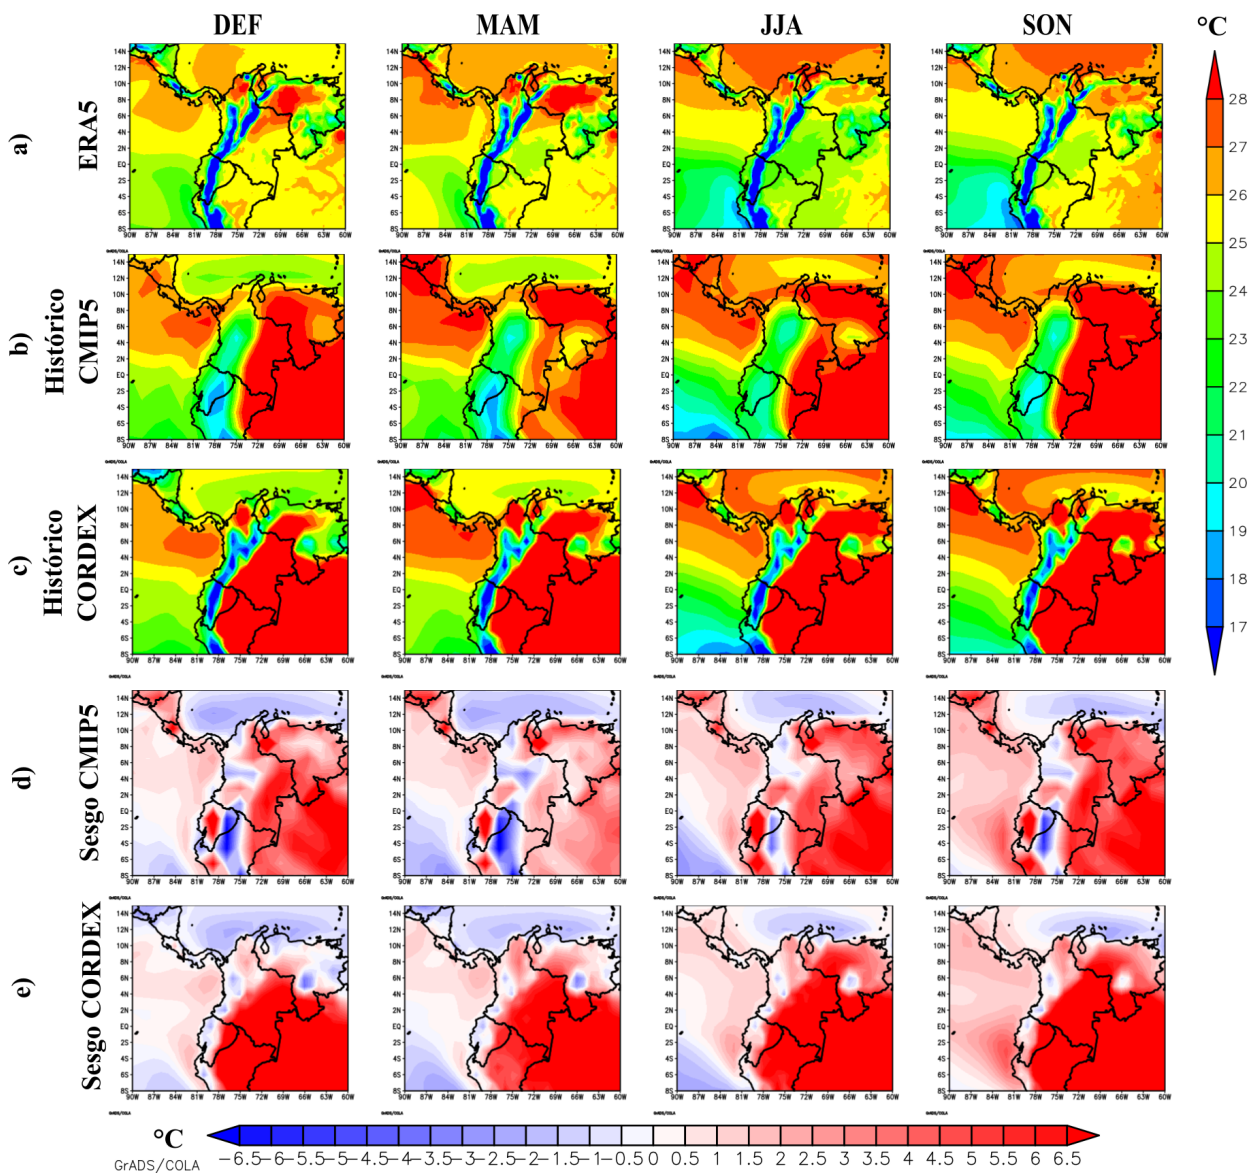 DEF MAM JJA SON °C
a) ERA5
14N
12N
10N
8N
6N
4N
2N
EQ
2S
4S
6S
8S
90W 87W 84W 81W 78W 75W 72W 69W 66W 63W 60W
b) Histórico
CMIP5
c) Histórico
CORDEX
d) Sesgo CMIP5
e) Sesgo CORDEX
28
27
26
25
24
23
22
21
20
19
18
17
GrADS/COLA
°C
−6.5−6−5.5−5−4.5−4−3.5−3−2.5−2−1.5−1−0.5 0 0.5 1 1.5 2 2.5 3 3.5 4 4.5 5 5.5 6 6.5
GrADS/COLA